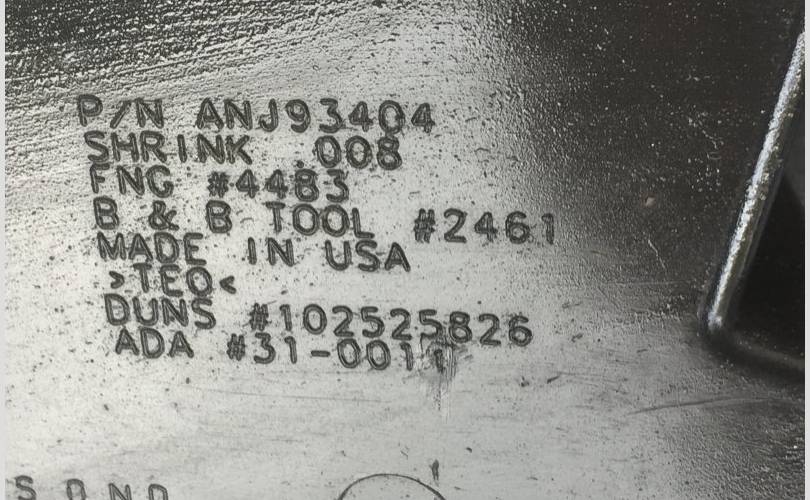 P/N ANJ93404
SHRINK .008
FNG #4483
B & B TOOL #2461
MADE IN USA
>TEO<
DUNS #102525826
ADA #31-0011